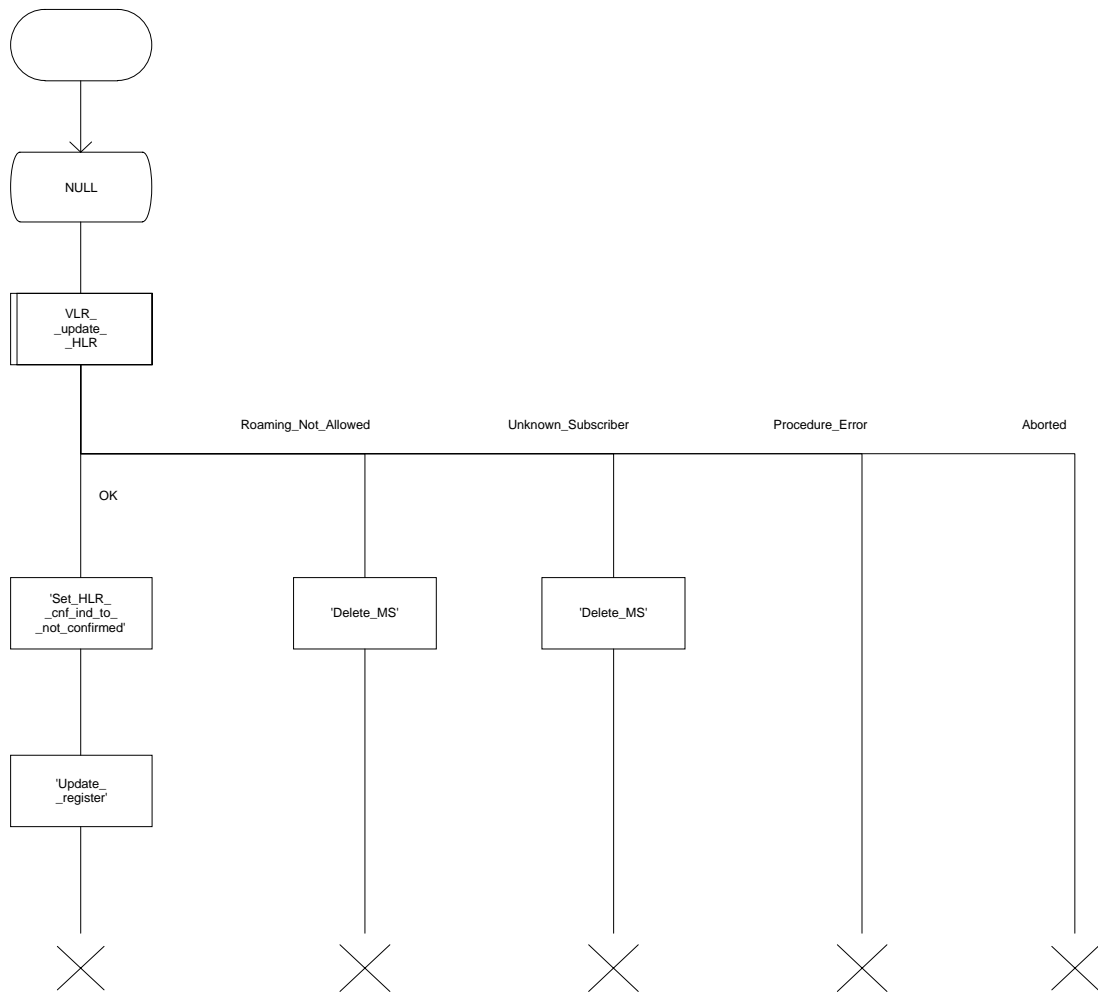 NULL
VLR_
_update_
_HLR
Roaming_Not_Allowed
Unknown_Subscriber
Procedure_Error
Aborted
OK
'Set_HLR_
_cnf_ind_to_
_not_confirmed'
'Delete_MS'
'Delete_MS'
'Update_
_register'